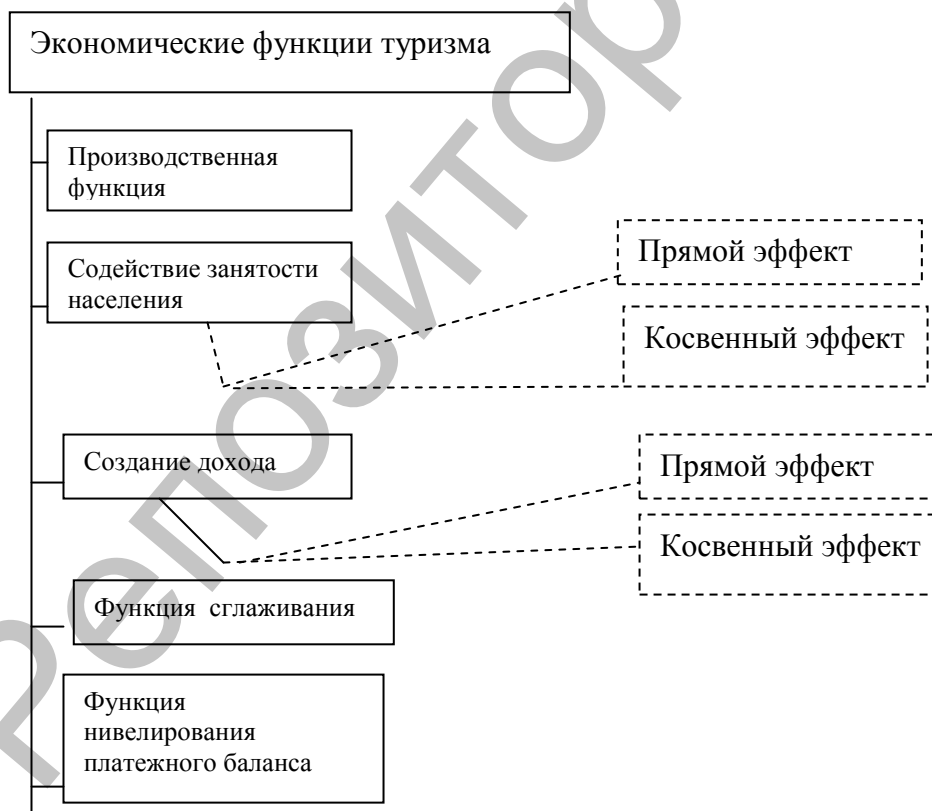 Экономические функции туризма
Производственная
функция
Содействие занятости
населения
Прямой эффект
Косвенный эффект
Создание дохода
Прямой эффект
Косвенный эффект
Функция сглаживания
Функция
нивелирования
платежного баланса
Репозитор